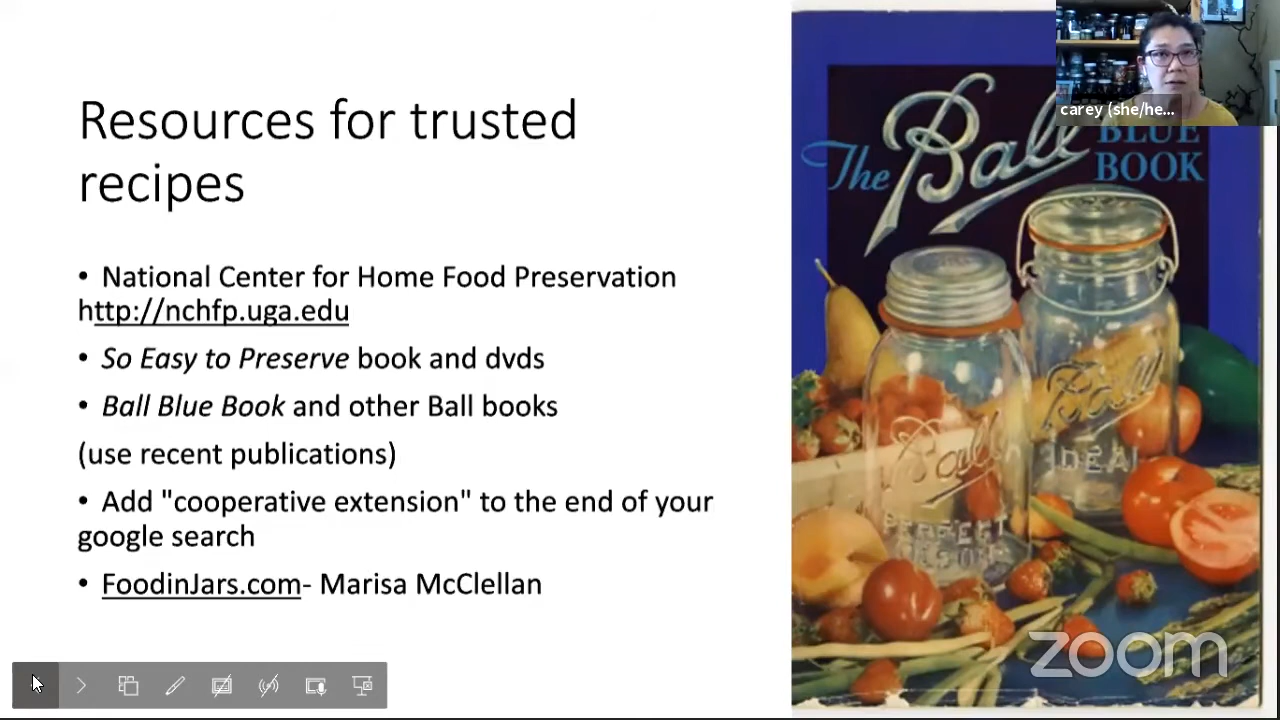 Resources for trusted
recipes
• National Center for Home Food Preservation
http://nchfp.uga.edu
• So Easy to Preserve book and dvds
• Ball Blue Book and other Ball books
(use recent publications)
• Add "cooperative extension" to the end of your
google search
• FoodinJars.com- Marisa McClellan
carey (she/he...
The Ball BLUE
BOOK
Ball
IDEAL
Ball
PERFECT
MASON
zoom